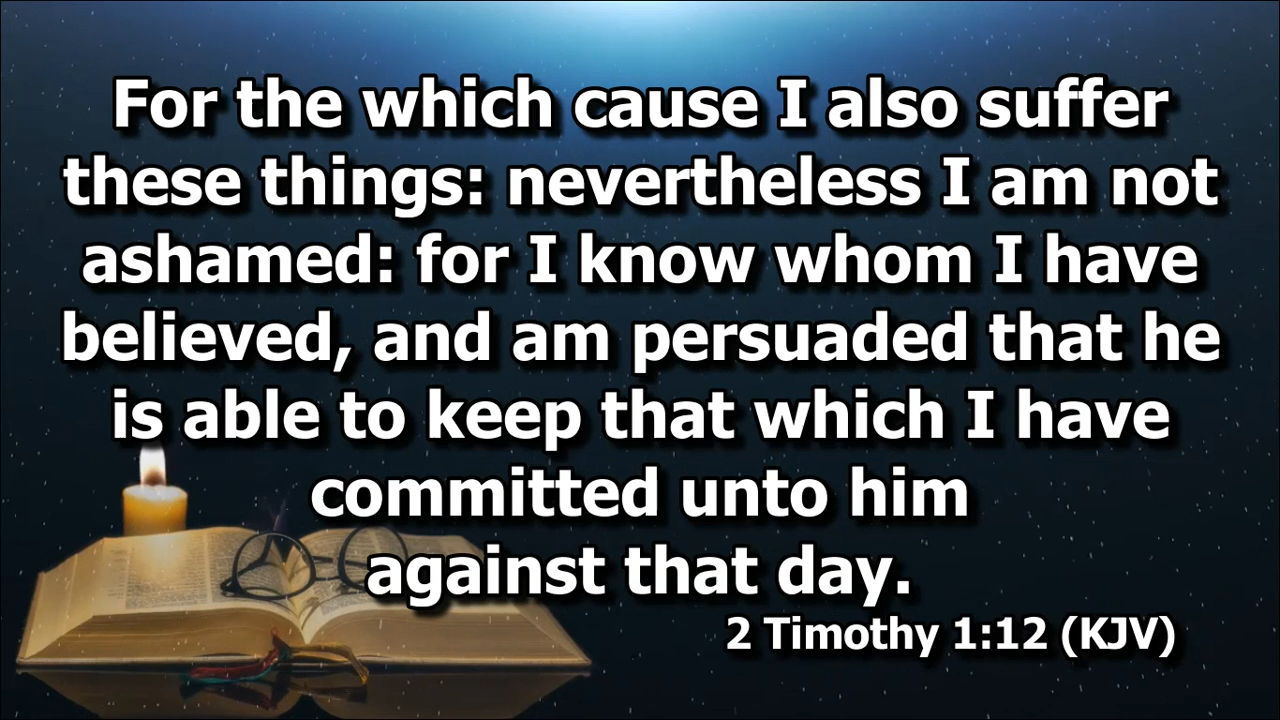 For the which cause I also suffer
these things: nevertheless I am not
ashamed: for I know whom I have
believed, and am persuaded that he
is able to keep that which I have
committed unto him
against that day.
2 Timothy 1:12 (KJV)